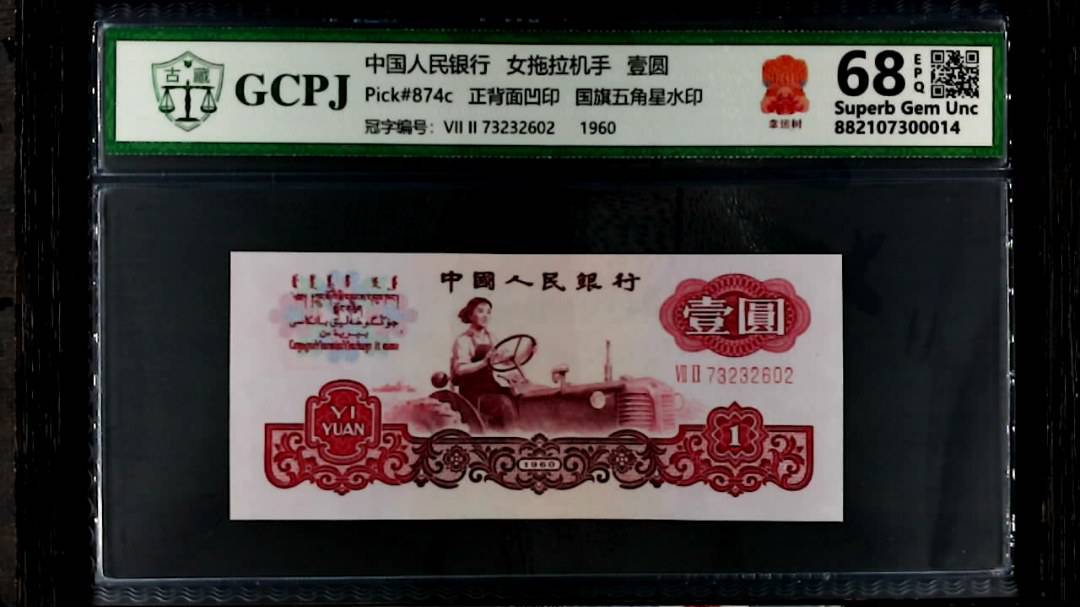 古藏
GCPJ
中国人民银行 女拖拉机手 壹圆
Pick#874c 正背面凹印 国旗五角星水印
冠字编号: VII II 73232602 1960
68 EPQ
Superb Gem Unc
882107300014
中國人民銀行
壹圓
VII II 73232602
YI
YUAN
1960
1